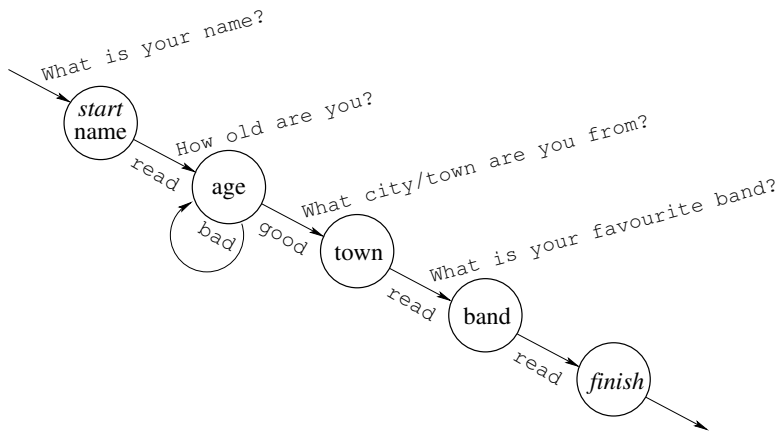 What is your name?
start
name
read
How old are you?
age
bad
good
What city/town are you from?
town
read
What is your favourite band?
band
read
finish